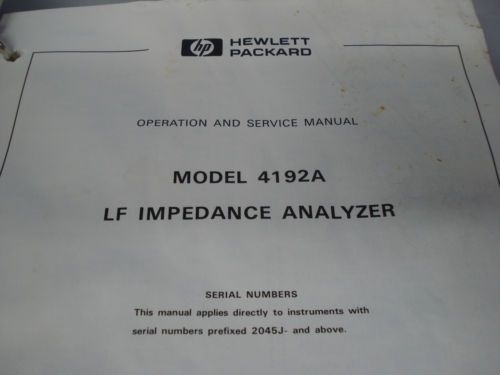 hp HEWLETT
PACKARD
OPERATION AND SERVICE MANUAL
MODEL 4192A
LF IMPEDANCE ANALYZER
SERIAL NUMBERS
This manual applies directly to instruments with
serial numbers prefixed 2045J- and above.